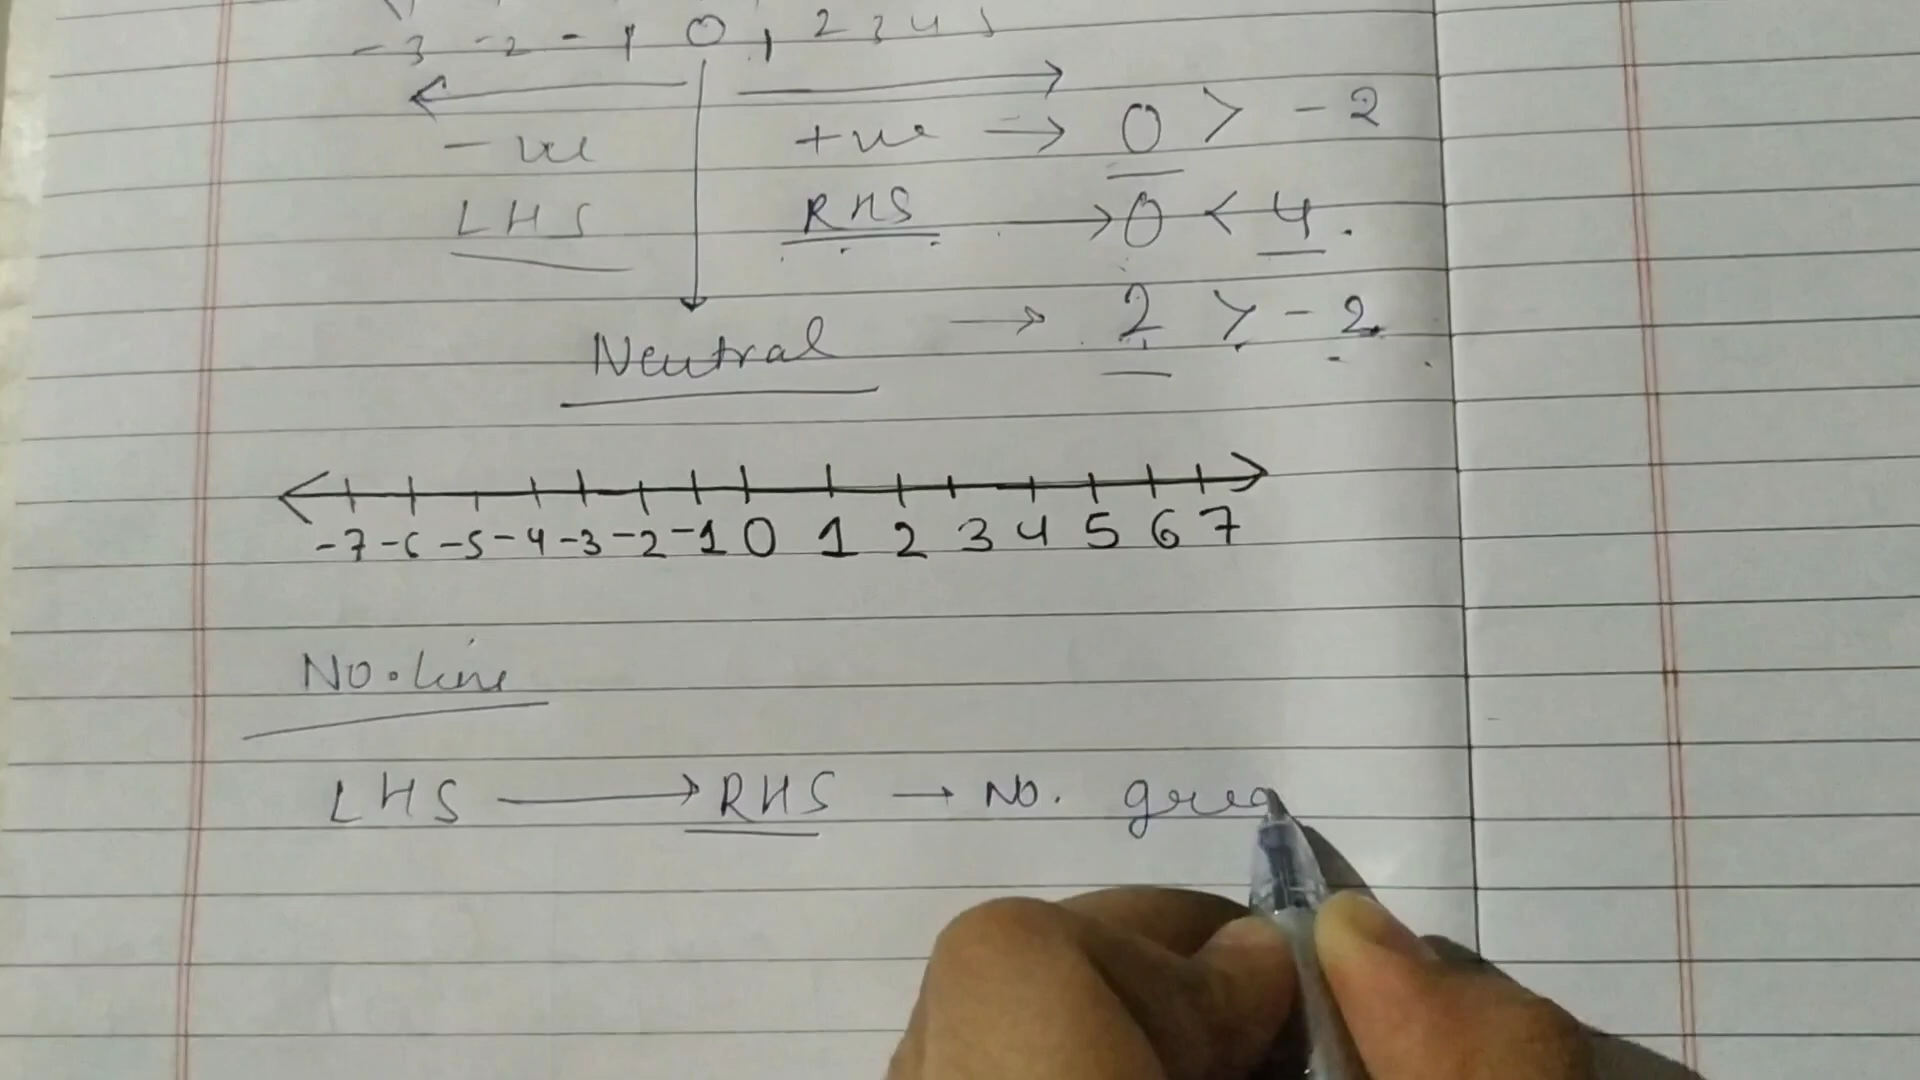 -3 -2 -1 0 1 2 3 4 5
-ve +ve → 0 > -2
LHS RHS → 0 < 4.
Neutral → 2 > -2
-7 -6 -5 -4 -3 -2 -1 0 1 2 3 4 5 6 7
No. line
LHS → RHS → No. grea